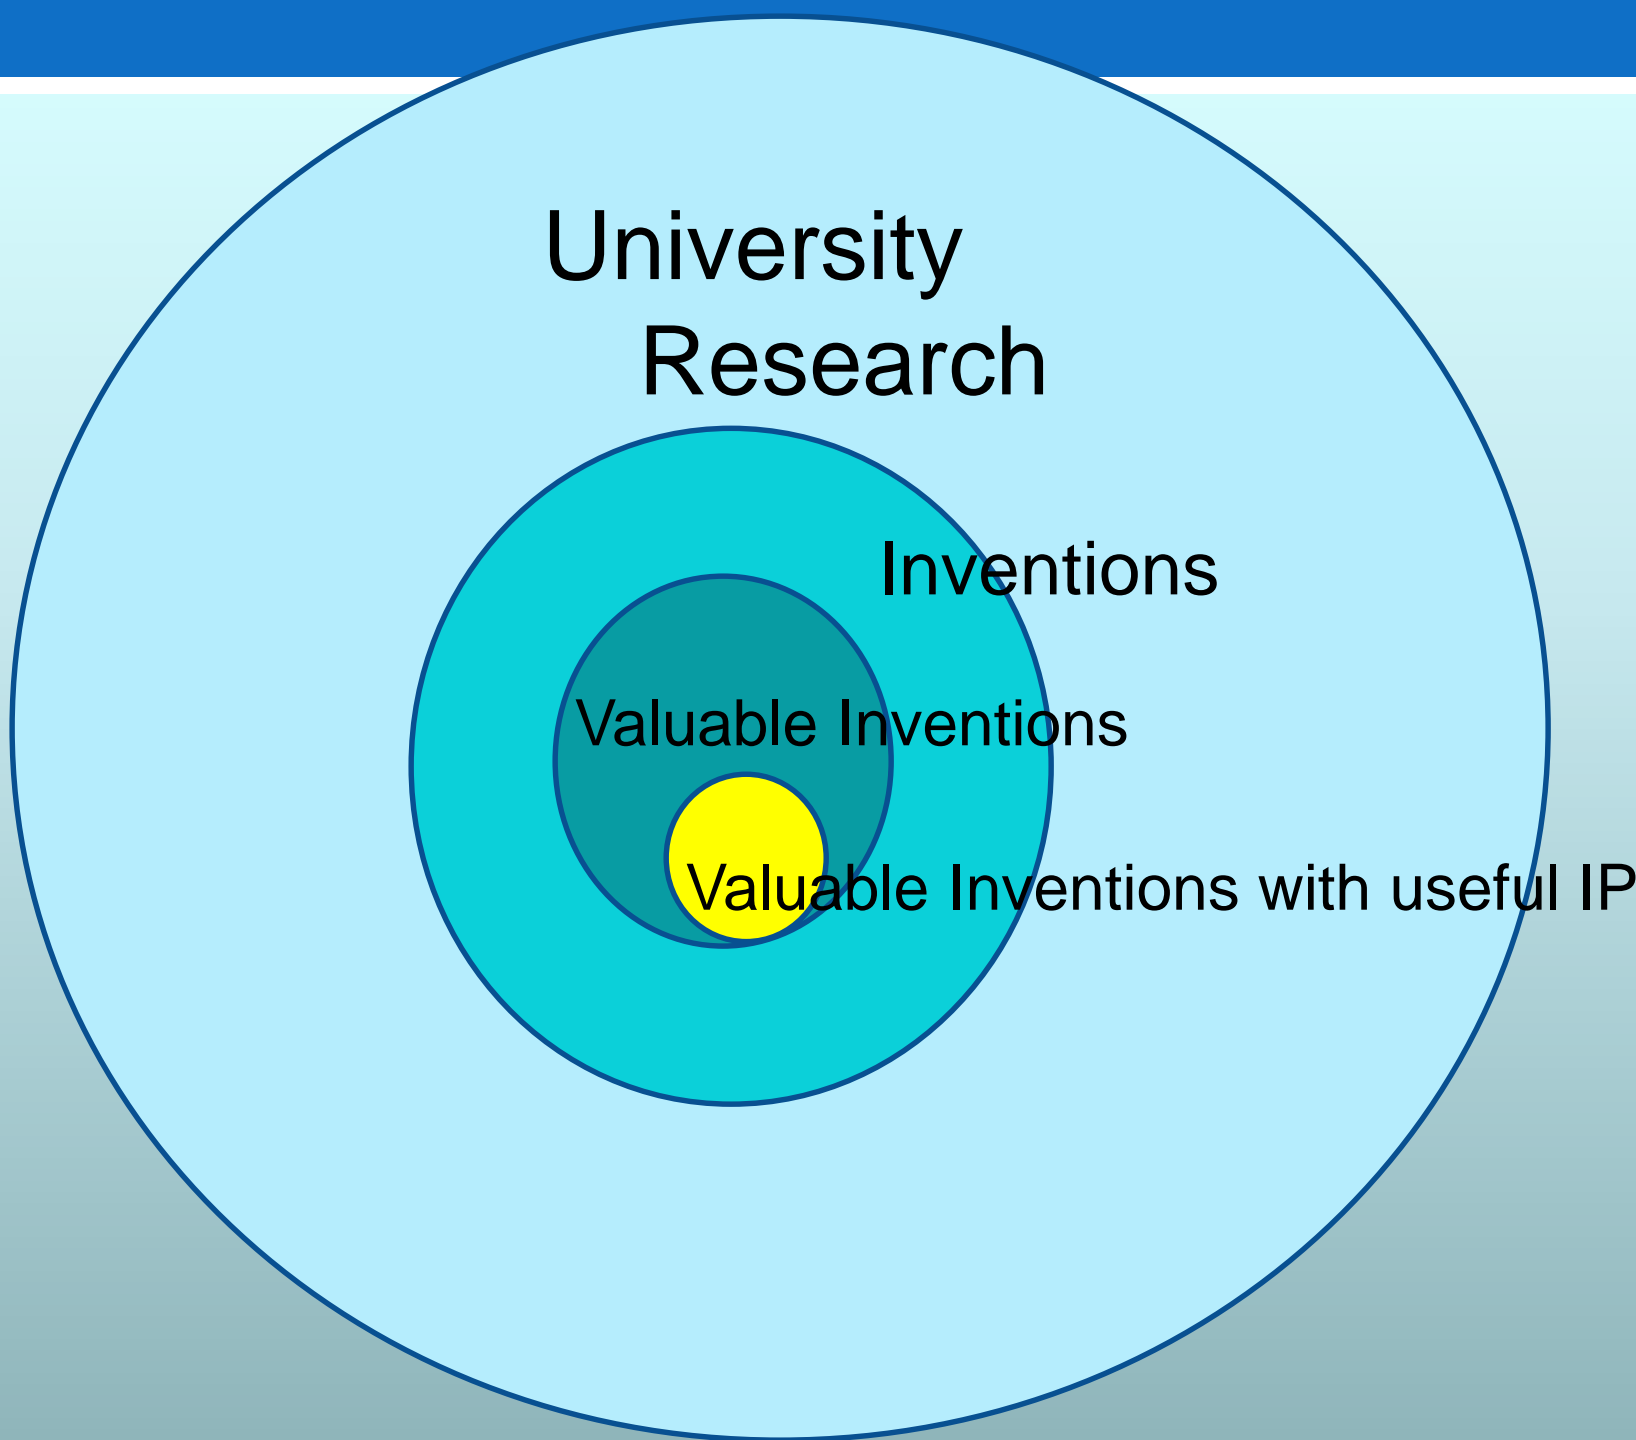 University
Research
Inventions
Valuable Inventions
Valuable Inventions with useful IP